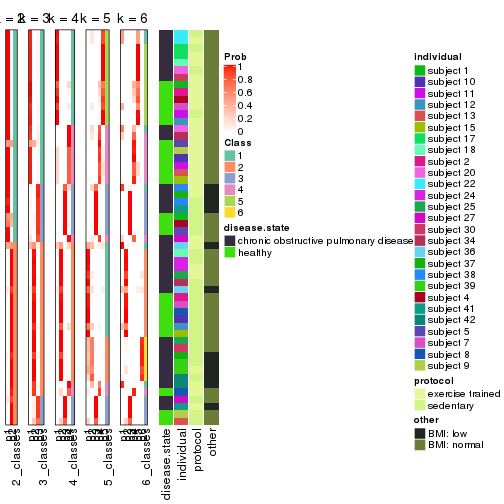 k = 2
k = 3
k = 4
k = 5
k = 6
Prob
1
0.8
0.6
0.4
0.2
0
Class
1
2
3
4
5
6
disease.state
chronic obstructive pulmonary disease
healthy
individual
subject 1
subject 10
subject 11
subject 12
subject 13
subject 15
subject 17
subject 18
subject 2
subject 20
subject 22
subject 24
subject 25
subject 27
subject 30
subject 34
subject 36
subject 37
subject 38
subject 39
subject 4
subject 41
subject 42
subject 5
subject 7
subject 8
subject 9
protocol
exercise trained
sedentary
other
BMI: low
BMI: normal
2_classes
3_classes
4_classes
5_classes
6_classes
disease.state
individual
protocol
other